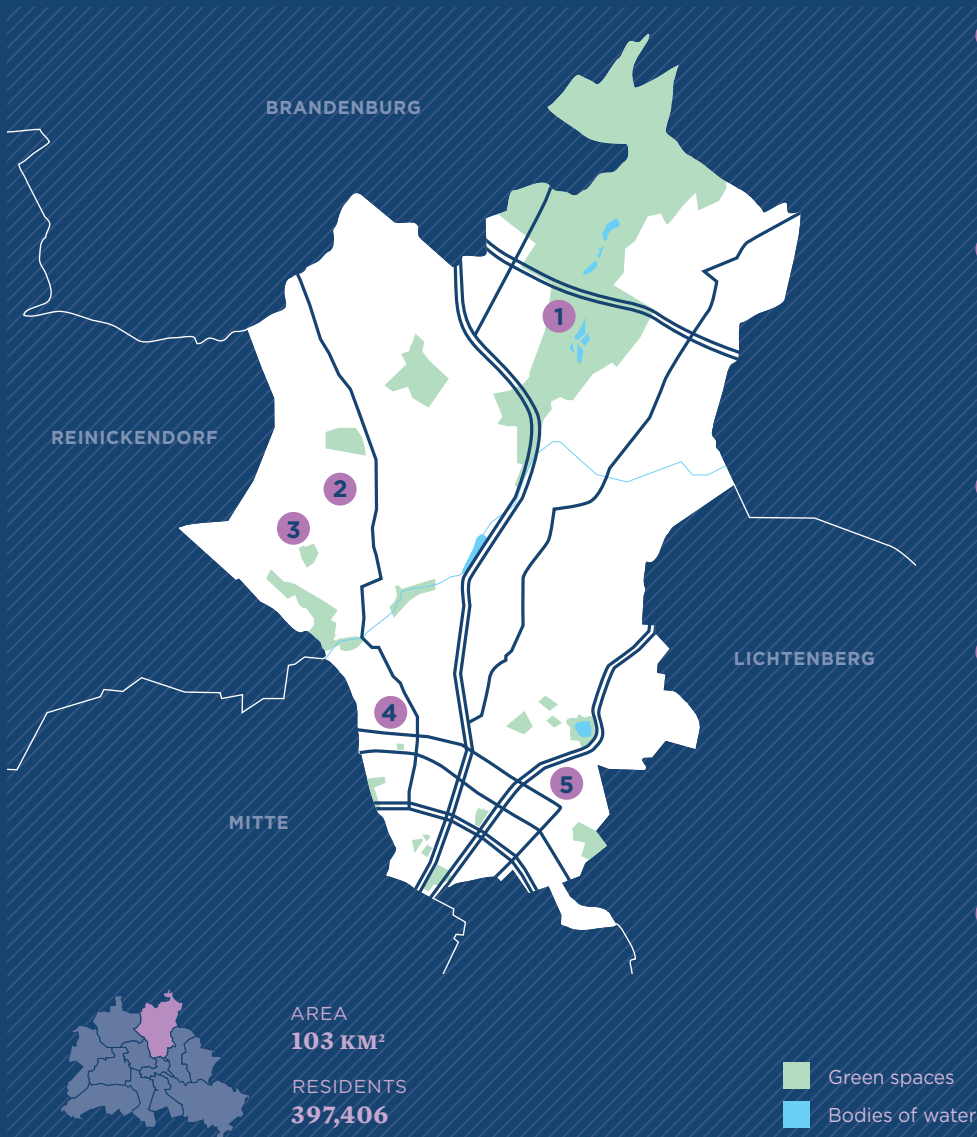 BRANDENBURG
1
REINICKENDORF
2
3
LICHTENBERG
4
5
MITTE
AREA
103 KM²
RESIDENTS
397,406
Green spaces
Bodies of water